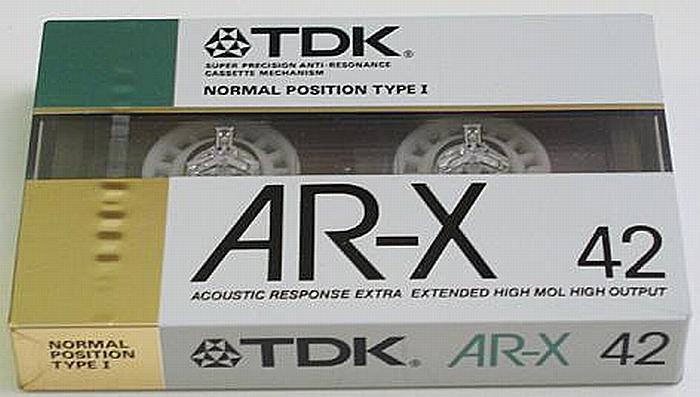 TDK®
SUPER PRECISION ANTI-RESONANCE
CASSETTE MECHANISM
NORMAL POSITION TYPE I
AR-X 42
ACOUSTIC RESPONSE EXTRA EXTENDED HIGH MOL HIGH OUTPUT
NORMAL
POSITION
TYPE I
TDK® AR-X 42